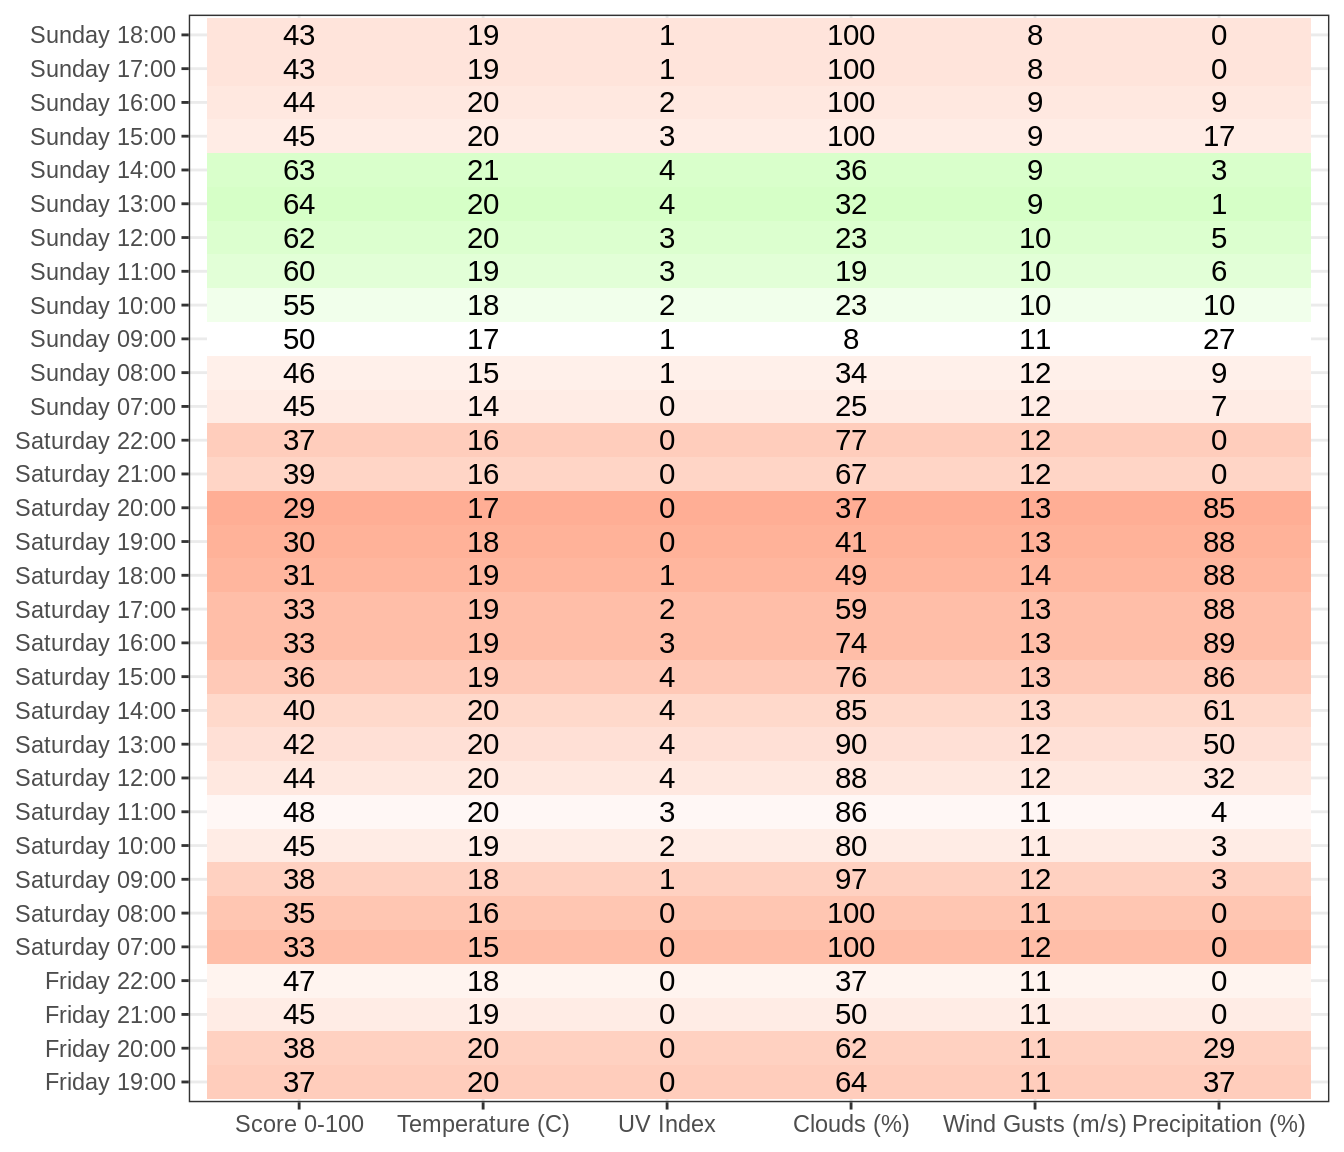 Sunday 18:00 43 19 1 100 8 0
Sunday 17:00 43 19 1 100 8 0
Sunday 16:00 44 20 2 100 9 9
Sunday 15:00 45 20 3 100 9 17
Sunday 14:00 63 21 4 36 9 3
Sunday 13:00 64 20 4 32 9 1
Sunday 12:00 62 20 3 23 10 5
Sunday 11:00 60 19 3 19 10 6
Sunday 10:00 55 18 2 23 10 10
Sunday 09:00 50 17 1 8 11 27
Sunday 08:00 46 15 1 34 12 9
Sunday 07:00 45 14 0 25 12 7
Saturday 22:00 37 16 0 77 12 0
Saturday 21:00 39 16 0 67 12 0
Saturday 20:00 29 17 0 37 13 85
Saturday 19:00 30 18 0 41 13 88
Saturday 18:00 31 19 1 49 14 88
Saturday 17:00 33 19 2 59 13 88
Saturday 16:00 33 19 3 74 13 89
Saturday 15:00 36 19 4 76 13 86
Saturday 14:00 40 20 4 85 13 61
Saturday 13:00 42 20 4 90 12 50
Saturday 12:00 44 20 4 88 12 32
Saturday 11:00 48 20 3 86 11 4
Saturday 10:00 45 19 2 80 11 3
Saturday 09:00 38 18 1 97 12 3
Saturday 08:00 35 16 0 100 11 0
Saturday 07:00 33 15 0 100 12 0
Friday 22:00 47 18 0 37 11 0
Friday 21:00 45 19 0 50 11 0
Friday 20:00 38 20 0 62 11 29
Friday 19:00 37 20 0 64 11 37
Score 0-100 Temperature (C) UV Index Clouds (%) Wind Gusts (m/s) Precipitation (%)